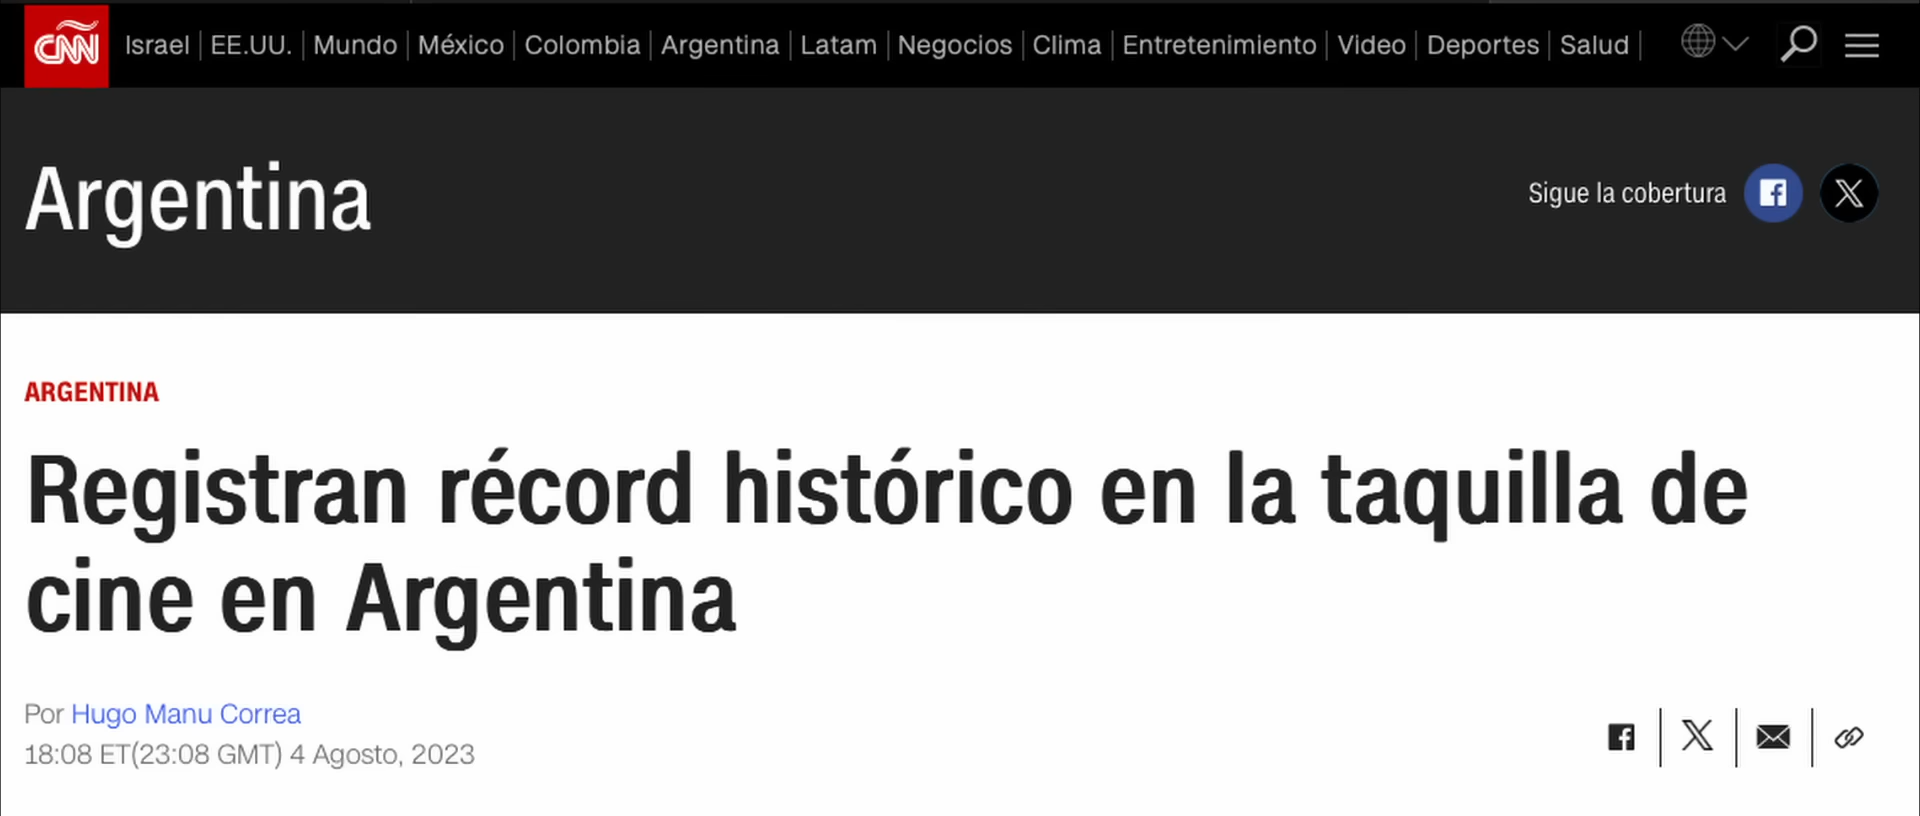 CNN Israel EE.UU. Mundo México Colombia Argentina Latam Negocios Clima Entretenimiento Video Deportes Salud
Argentina
Sigue la cobertura
ARGENTINA
Registran récord histórico en la taquilla de
cine en Argentina
Por Hugo Manu Correa
18:08 ET(23:08 GMT) 4 Agosto, 2023